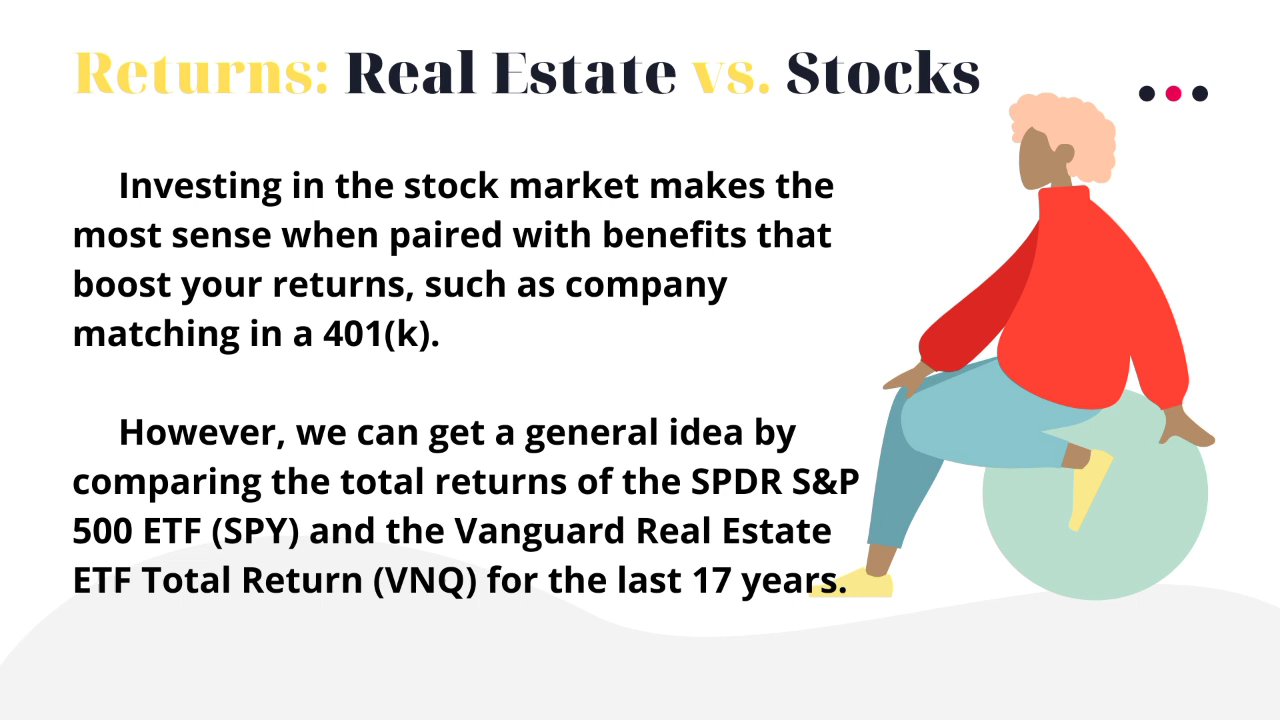 Returns: Real Estate vs. Stocks
Investing in the stock market makes the
most sense when paired with benefits that
boost your returns, such as company
matching in a 401(k).
However, we can get a general idea by
comparing the total returns of the SPDR S&P
500 ETF (SPY) and the Vanguard Real Estate
ETF Total Return (VNQ) for the last 17 years.